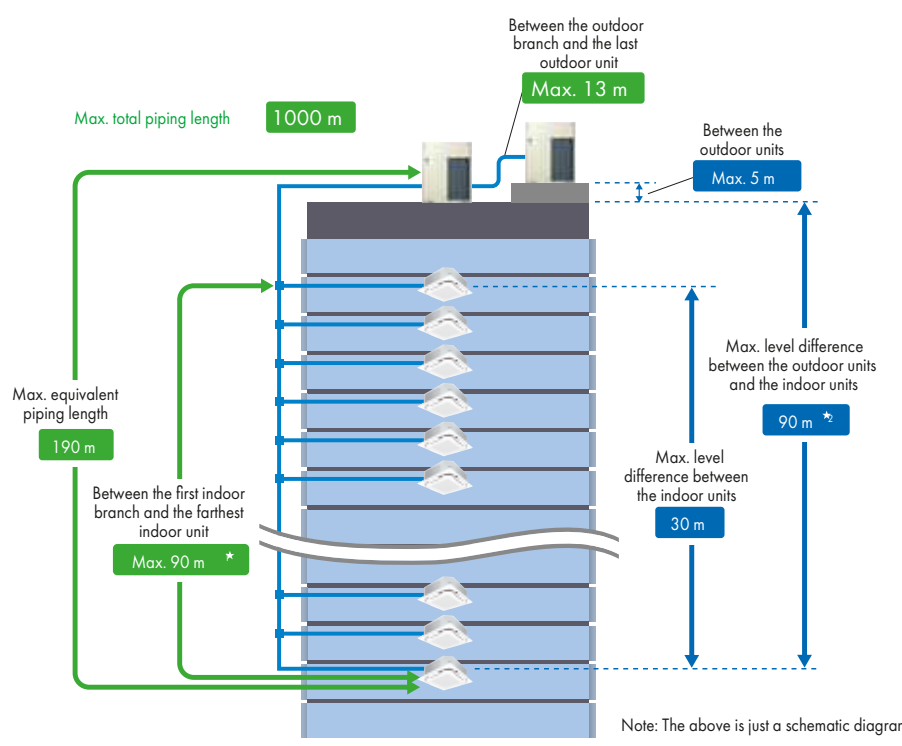 Between the outdoor
branch and the last
outdoor unit
Max. 13 m
Max. total piping length 1000 m
Between the
outdoor units
Max. 5 m
Max. level difference
between the outdoor units
and the indoor units
90 m ★2
Max. equivalent
piping length
190 m
Max. level
difference between
the indoor units
30 m
Between the first indoor
branch and the farthest
indoor unit
Max. 90 m ★
Note: The above is just a schematic diagram